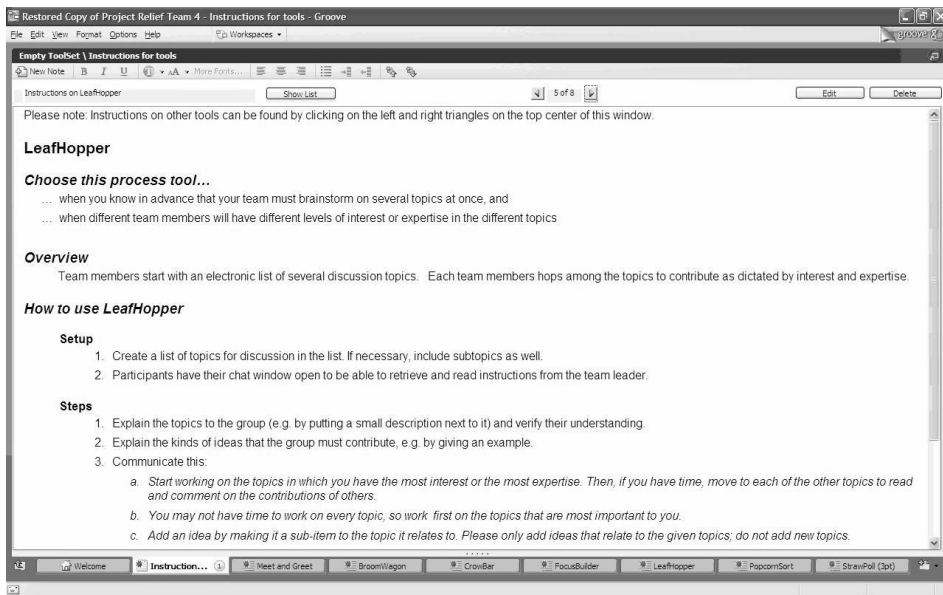 Restored Copy of Project Relief Team 4 - Instructions for tools - Groove
File Edit View Format Options Help Workspaces
groove
Empty ToolSet \ Instructions for tools
New Note B I U AA More Fonts...
Instructions on LeafHopper Show List 5 of 8 Edit Delete
Please note: Instructions on other tools can be found by clicking on the left and right triangles on the top center of this window.
LeafHopper
Choose this process tool…
… when you know in advance that your team must brainstorm on several topics at once, and
… when different team members will have different levels of interest or expertise in the different topics
Overview
Team members start with an electronic list of several discussion topics. Each team members hops among the topics to contribute as dictated by interest and expertise.
How to use LeafHopper
Setup
1. Create a list of topics for discussion in the list. If necessary, include subtopics as well.
2. Participants have their chat window open to be able to retrieve and read instructions from the team leader.
Steps
1. Explain the topics to the group (e.g. by putting a small description next to it) and verify their understanding.
2. Explain the kinds of ideas that the group must contribute, e.g. by giving an example.
3. Communicate this:
a. Start working on the topics in which you have the most interest or the most expertise. Then, if you have time, move to each of the other topics to read
and comment on the contributions of others.
b. You may not have time to work on every topic, so work first on the topics that are most important to you.
c. Add an idea by making it a sub-item to the topic it relates to. Please only add ideas that relate to the given topics; do not add new topics.
Welcome Instruction... 1 Meet and Greet BroomWagon CrowBar FocusBuilder LeafHopper PopcornSort StrawPoll (3pt)